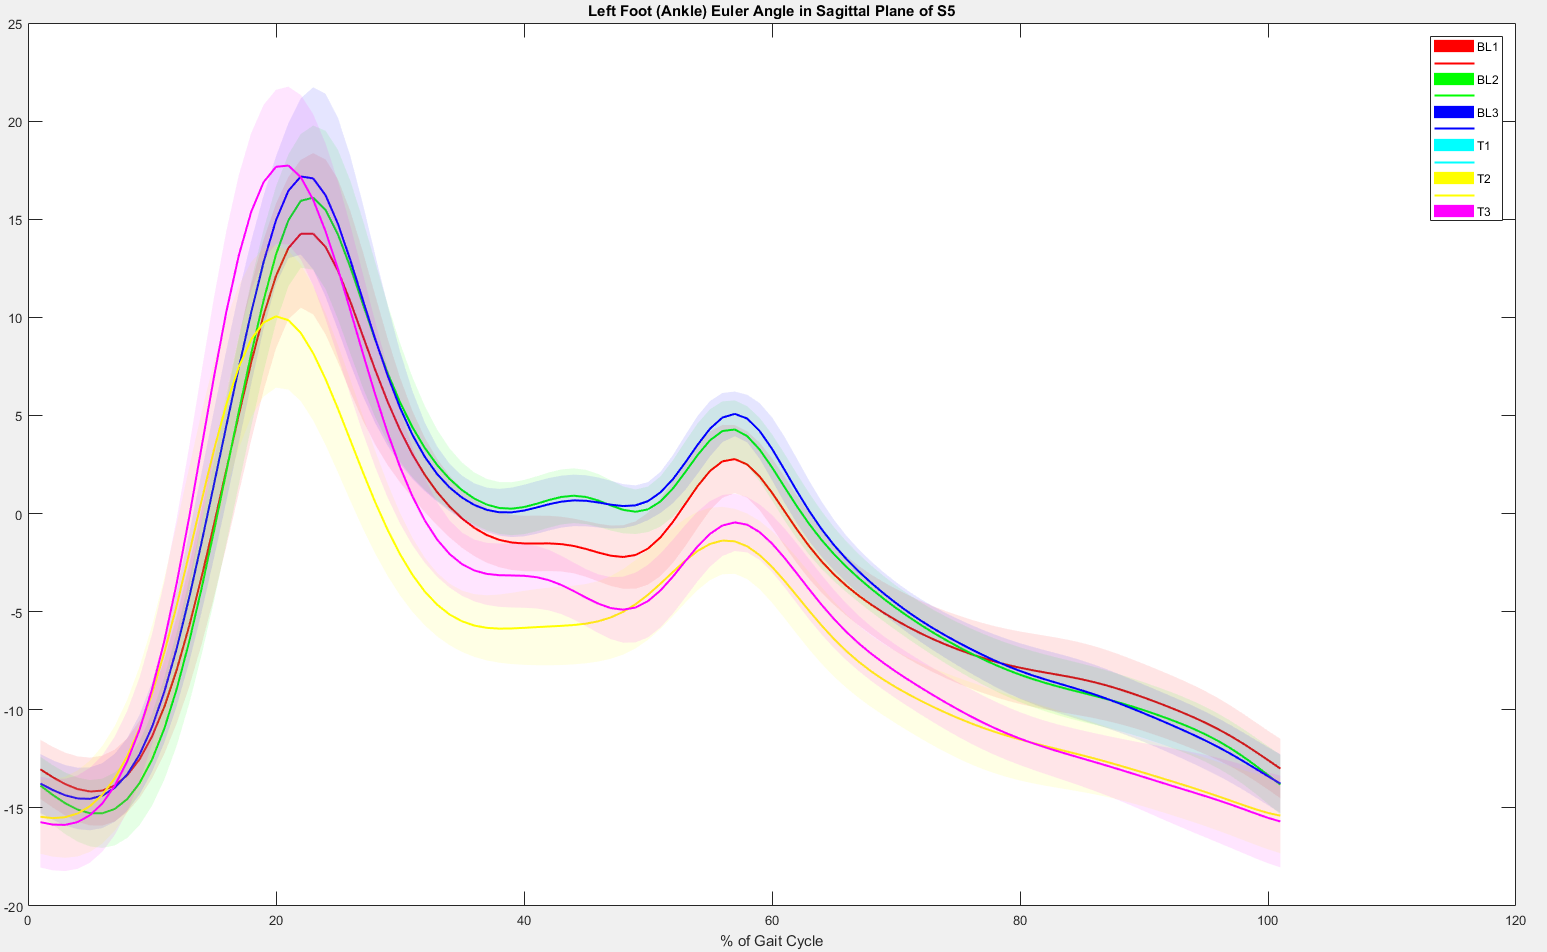 Left Foot (Ankle) Euler Angle in Sagittal Plane of S5
25
20
15
10
5
0
-5
-10
-15
-20
0 20 40 60 80 100 120
% of Gait Cycle
BL1
BL2
BL3
T1
T2
T3